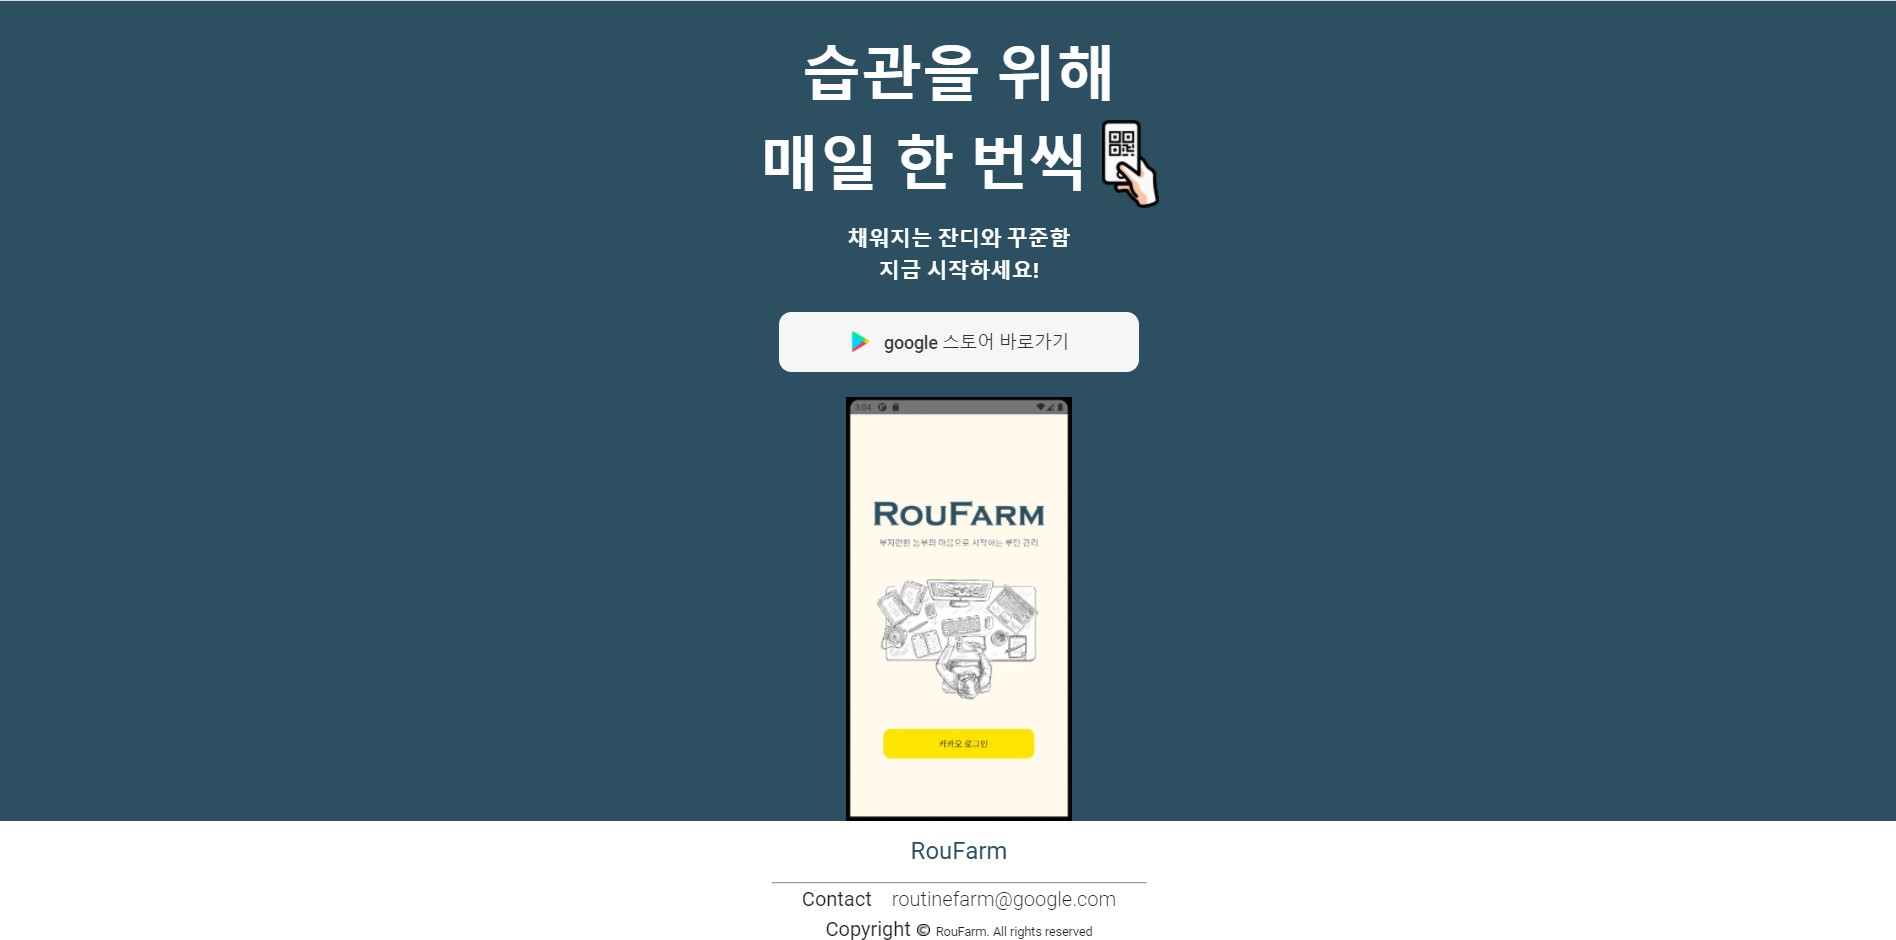 습관을 위해
매일 한 번씩
채워지는 잔디와 꾸준함
지금 시작하세요!
google 스토어 바로가기
3:04
ROUFARM
부지런한 농부의 마음으로 시작하는 루틴 관리
카카오 로그인
RouFarm
Contact routinefarm@google.com
Copyright © RouFarm. All rights reserved